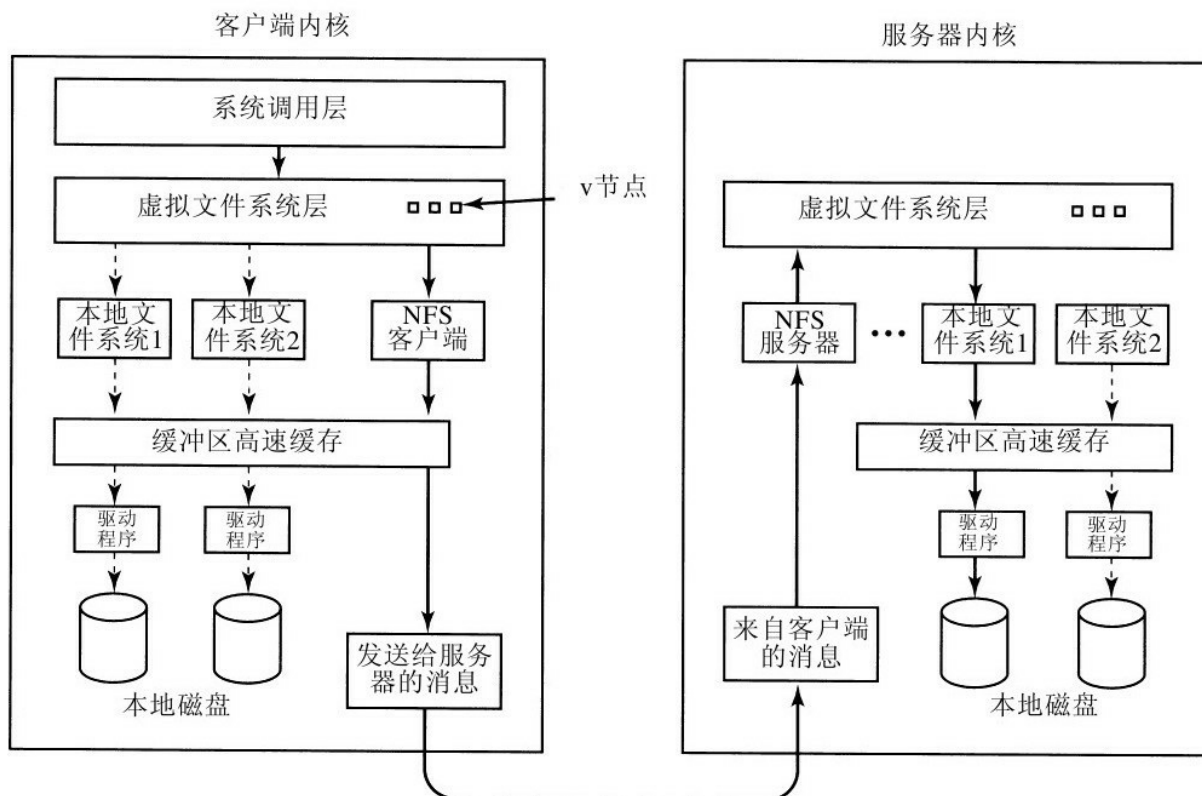 客户端内核
服务器内核
系统调用层
虚拟文件系统层
v节点
虚拟文件系统层
本地文
件系统1
本地文
件系统2
NFS
客户端
NFS
服务器
•••
本地文
件系统1
本地文
件系统2
缓冲区高速缓存
缓冲区高速缓存
驱动
程序
驱动
程序
驱动
程序
驱动
程序
发送给服务
器的消息
来自客户端
的消息
本地磁盘
本地磁盘